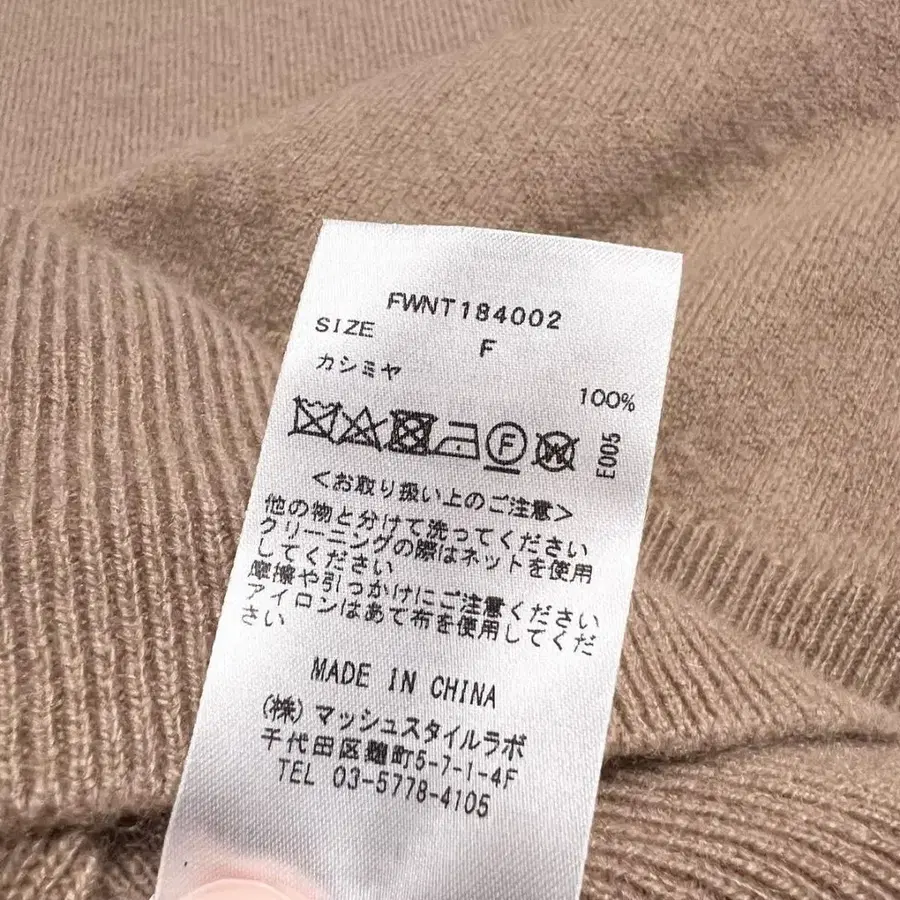 FWNT184002
SIZE F
カシミヤ 100%
F W E005
<お取り扱い上のご注意>
他の物と分けて洗ってください
クリーニングの際はネットを使用
してください
摩擦や引っかけにご注意ください
アイロンはあて布を使用してくだ
さい
MADE IN CHINA
(株)マッシュスタイルラボ
千代田区麹町5-7-1-4F
TEL 03-5778-4105